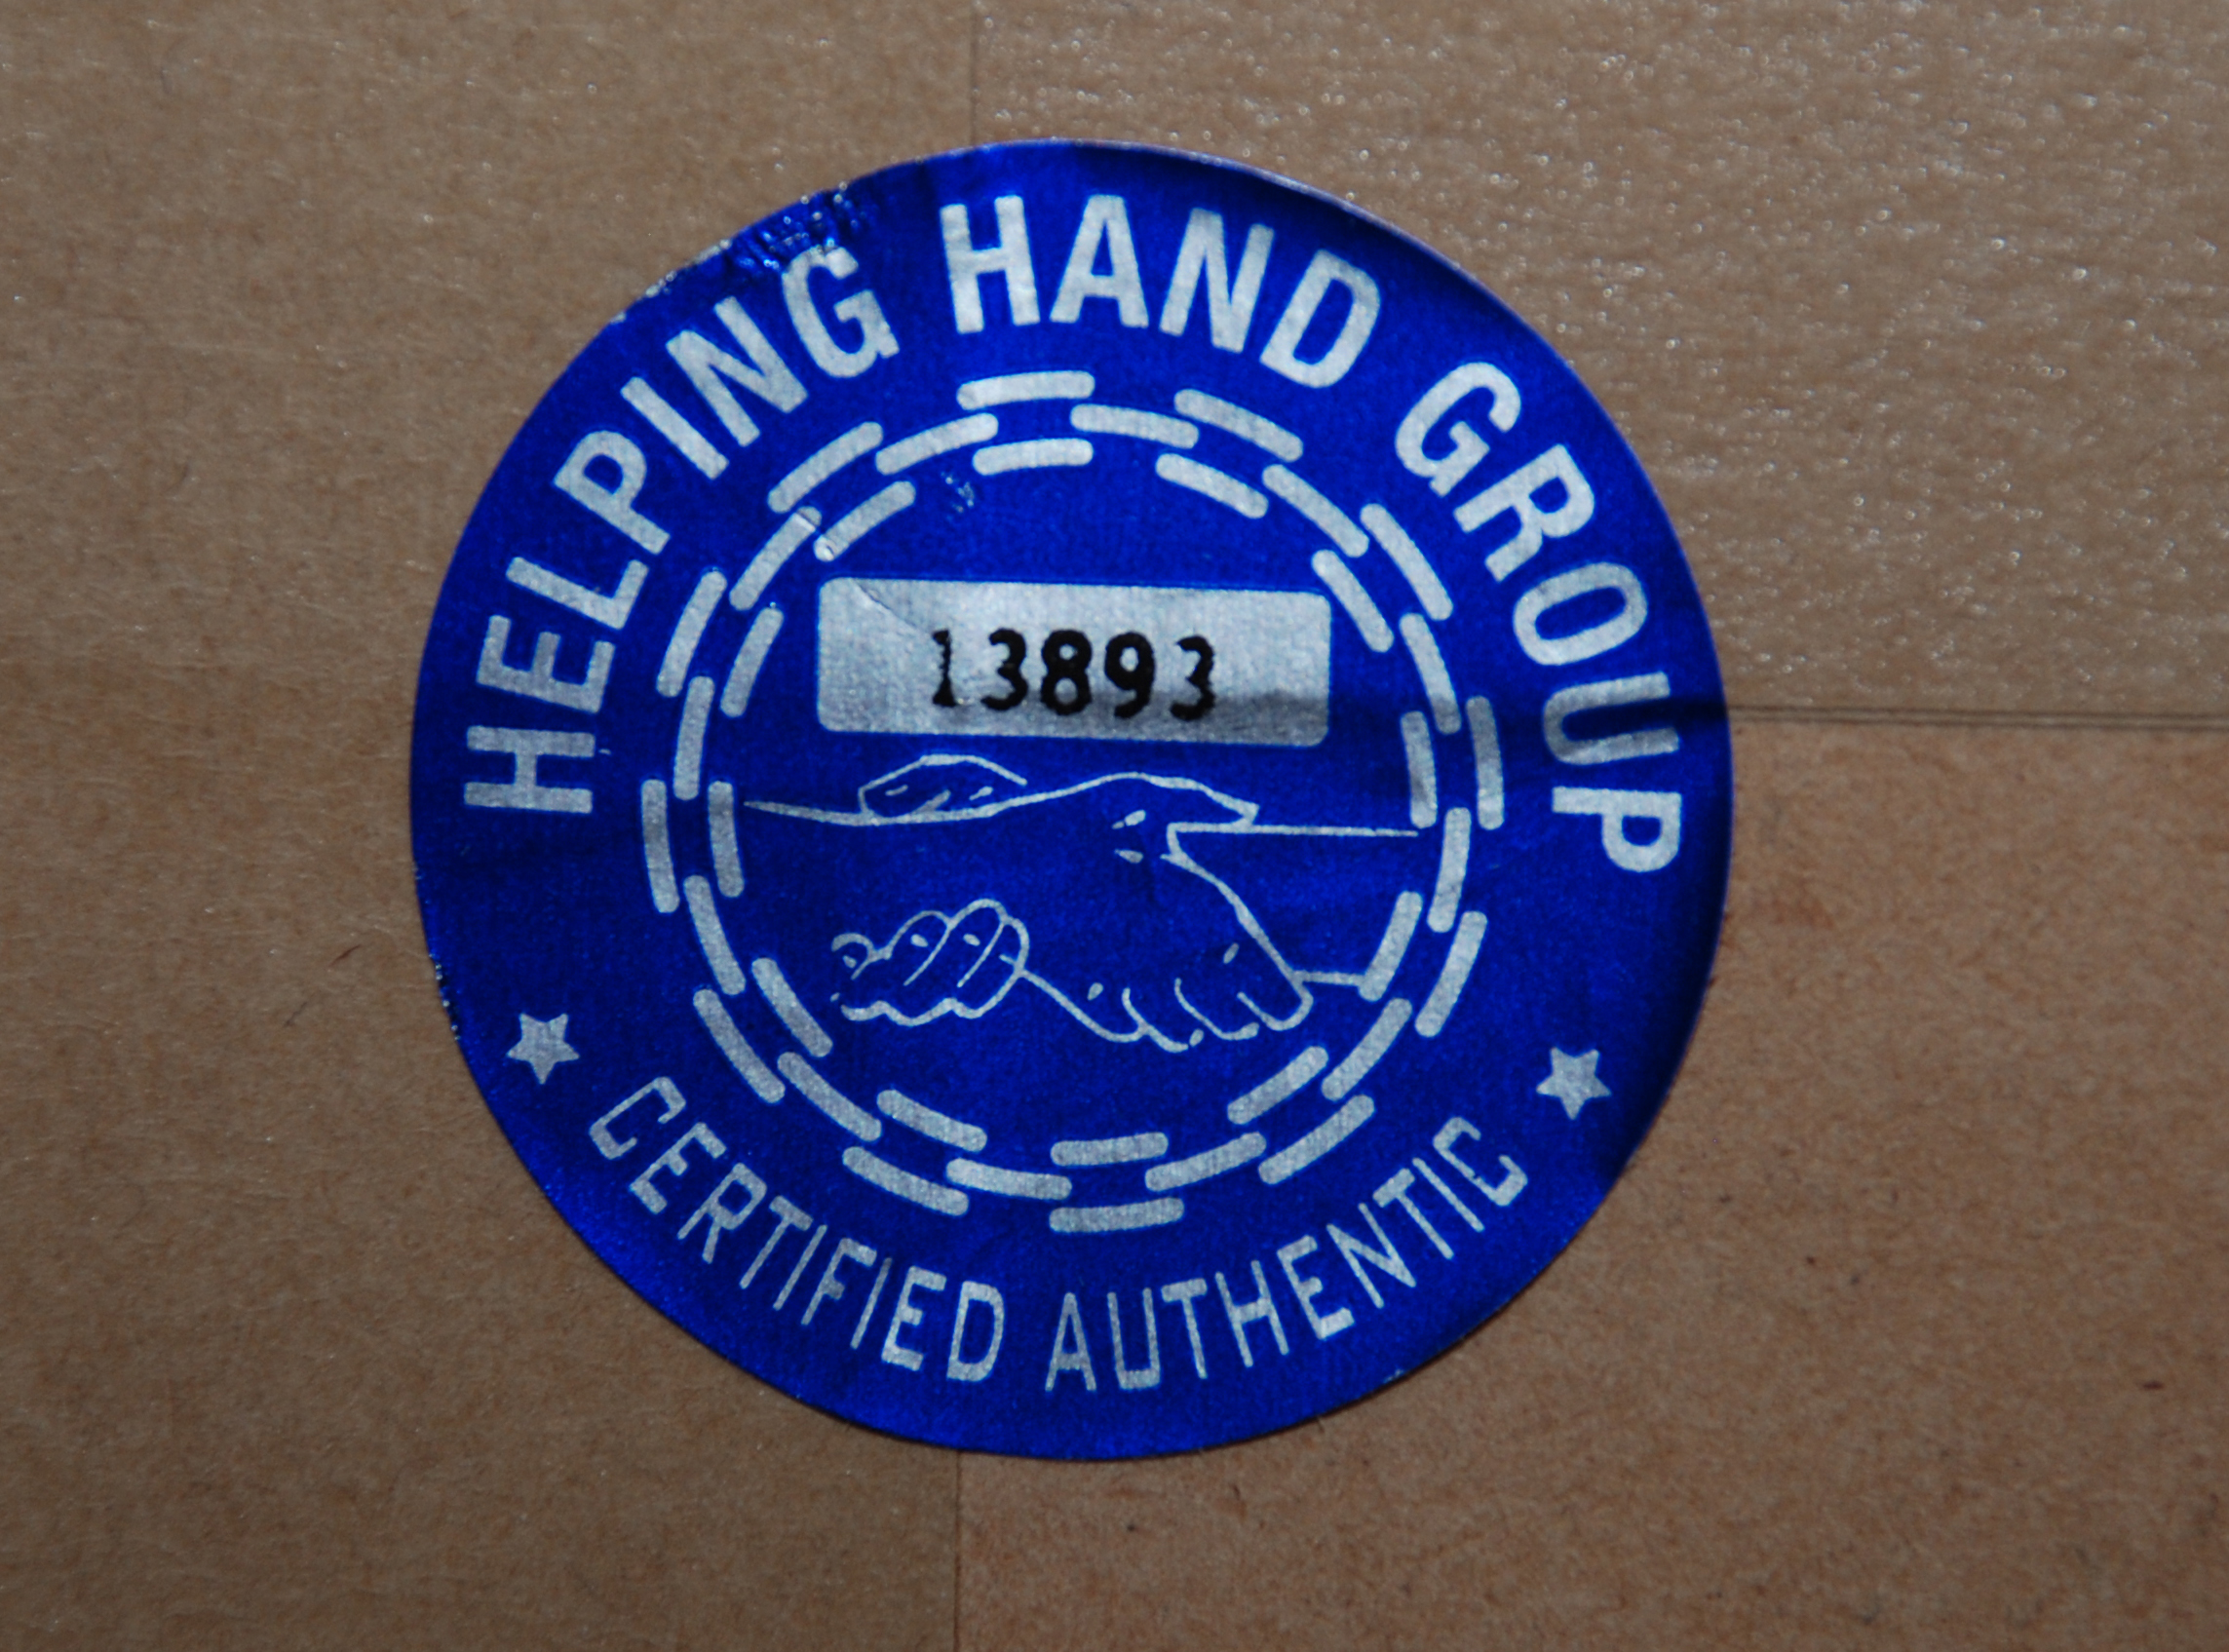 HELPING HAND GROUP
13893
CERTIFIED AUTHENTIC